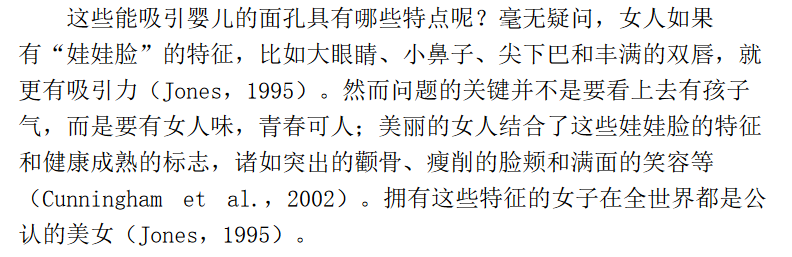 这些能吸引婴儿的面孔具有哪些特点呢？毫无疑问，女人如果
有“娃娃脸”的特征，比如大眼睛、小鼻子、尖下巴和丰满的双唇，就
更有吸引力（Jones，1995）。然而问题的关键并不是要看上去有孩子
气，而是要有女人味，青春可人；美丽的女人结合了这些娃娃脸的特征
和健康成熟的标志，诸如突出的颧骨、瘦削的脸颊和满面的笑容等
（Cunningham et al.，2002）。拥有这些特征的女子在全世界都是公
认的美女（Jones，1995）。